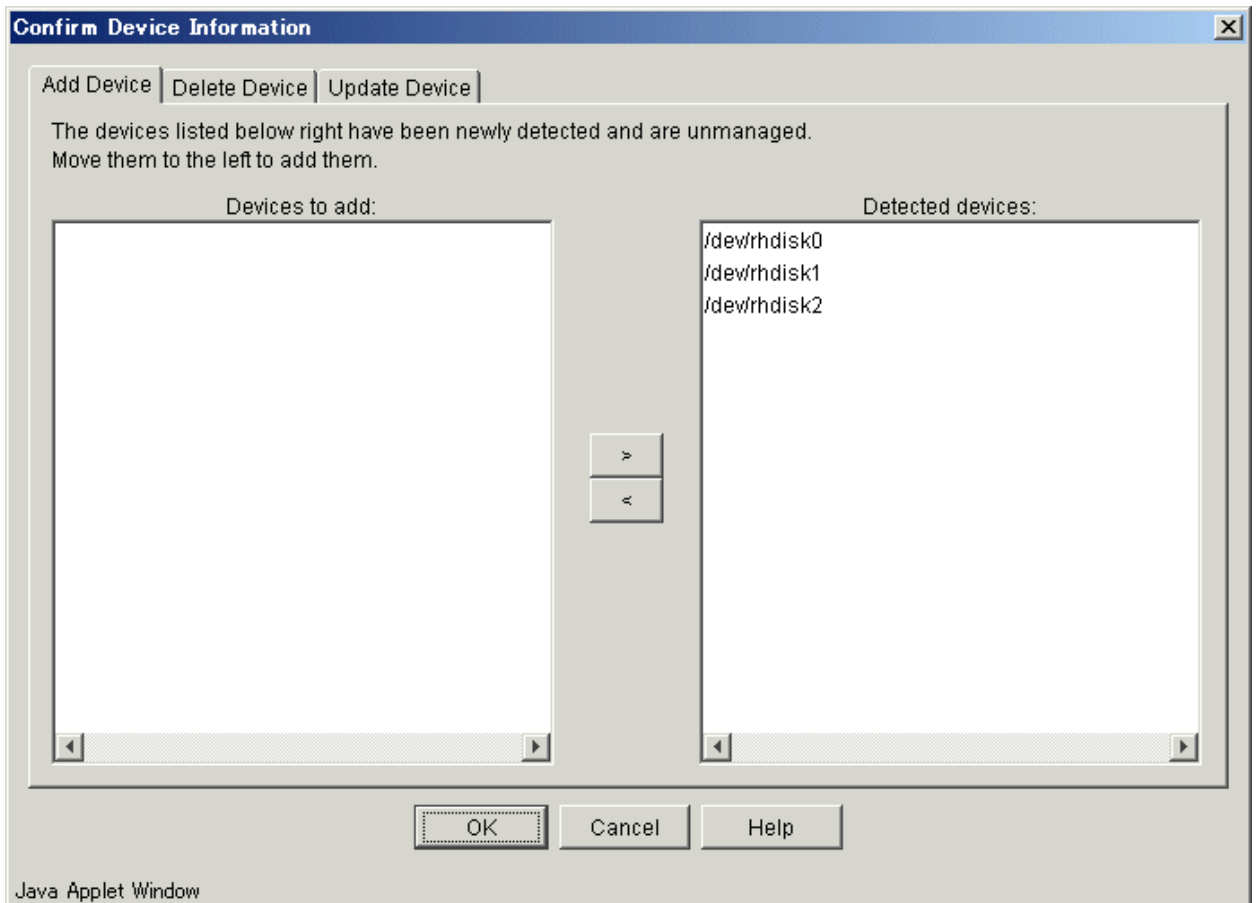 Confirm Device Information
Add Device
Delete Device
Update Device
The devices listed below right have been newly detected and are unmanaged.
Move them to the left to add them.
Devices to add:
Detected devices:
/dev/rhdisk0
/dev/rhdisk1
/dev/rhdisk2
>
<
OK
Cancel
Help
Java Applet Window